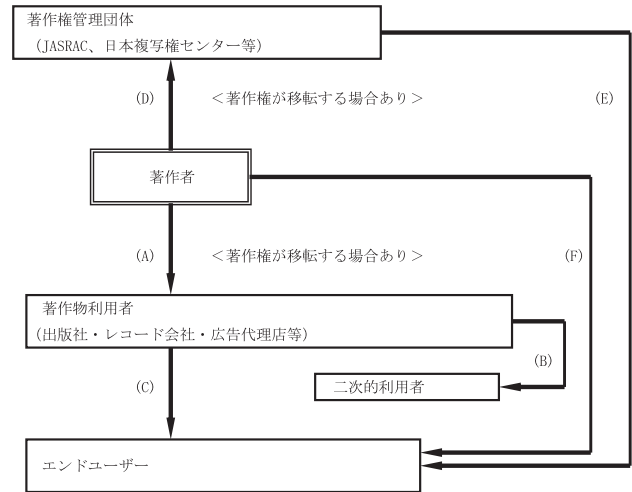 著作権管理団体
（JASRAC、日本複写権センター等）
(D)
＜著作権が移転する場合あり＞
(E)
著作者
(A)
＜著作権が移転する場合あり＞
(F)
著作物利用者
(出版社・レコード会社・広告代理店等）
(B)
(C)
二次的利用者
エンドユーザー